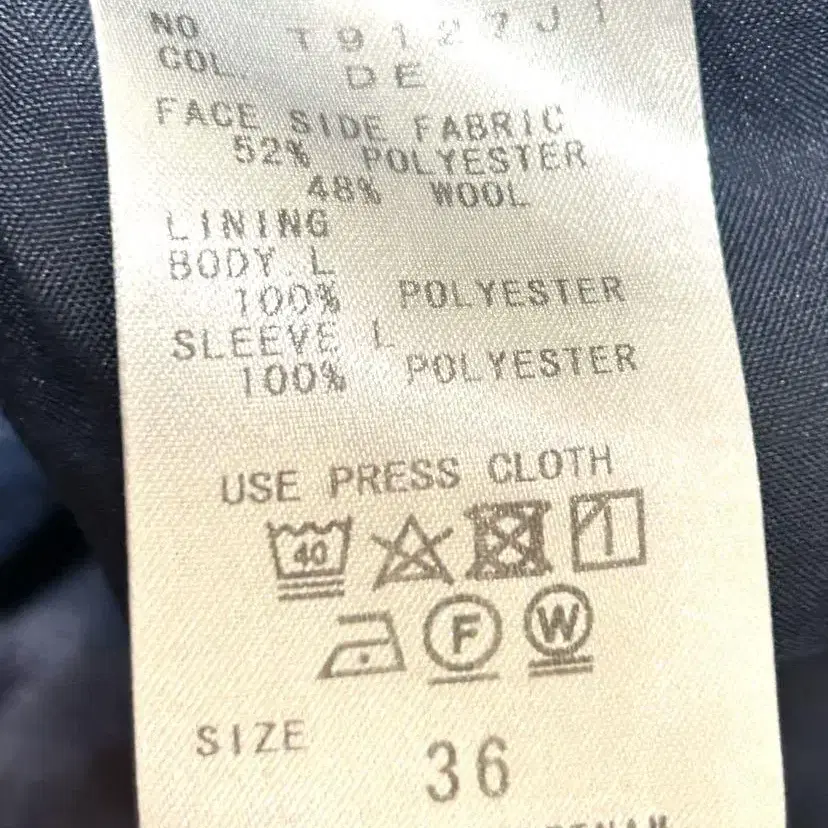 NO T9127J1
COL. DE
FACE SIDE FABRIC
52% POLYESTER
48% WOOL
LINING
BODY L
100% POLYESTER
SLEEVE L
100% POLYESTER
USE PRESS CLOTH
40
F W
SIZE 36